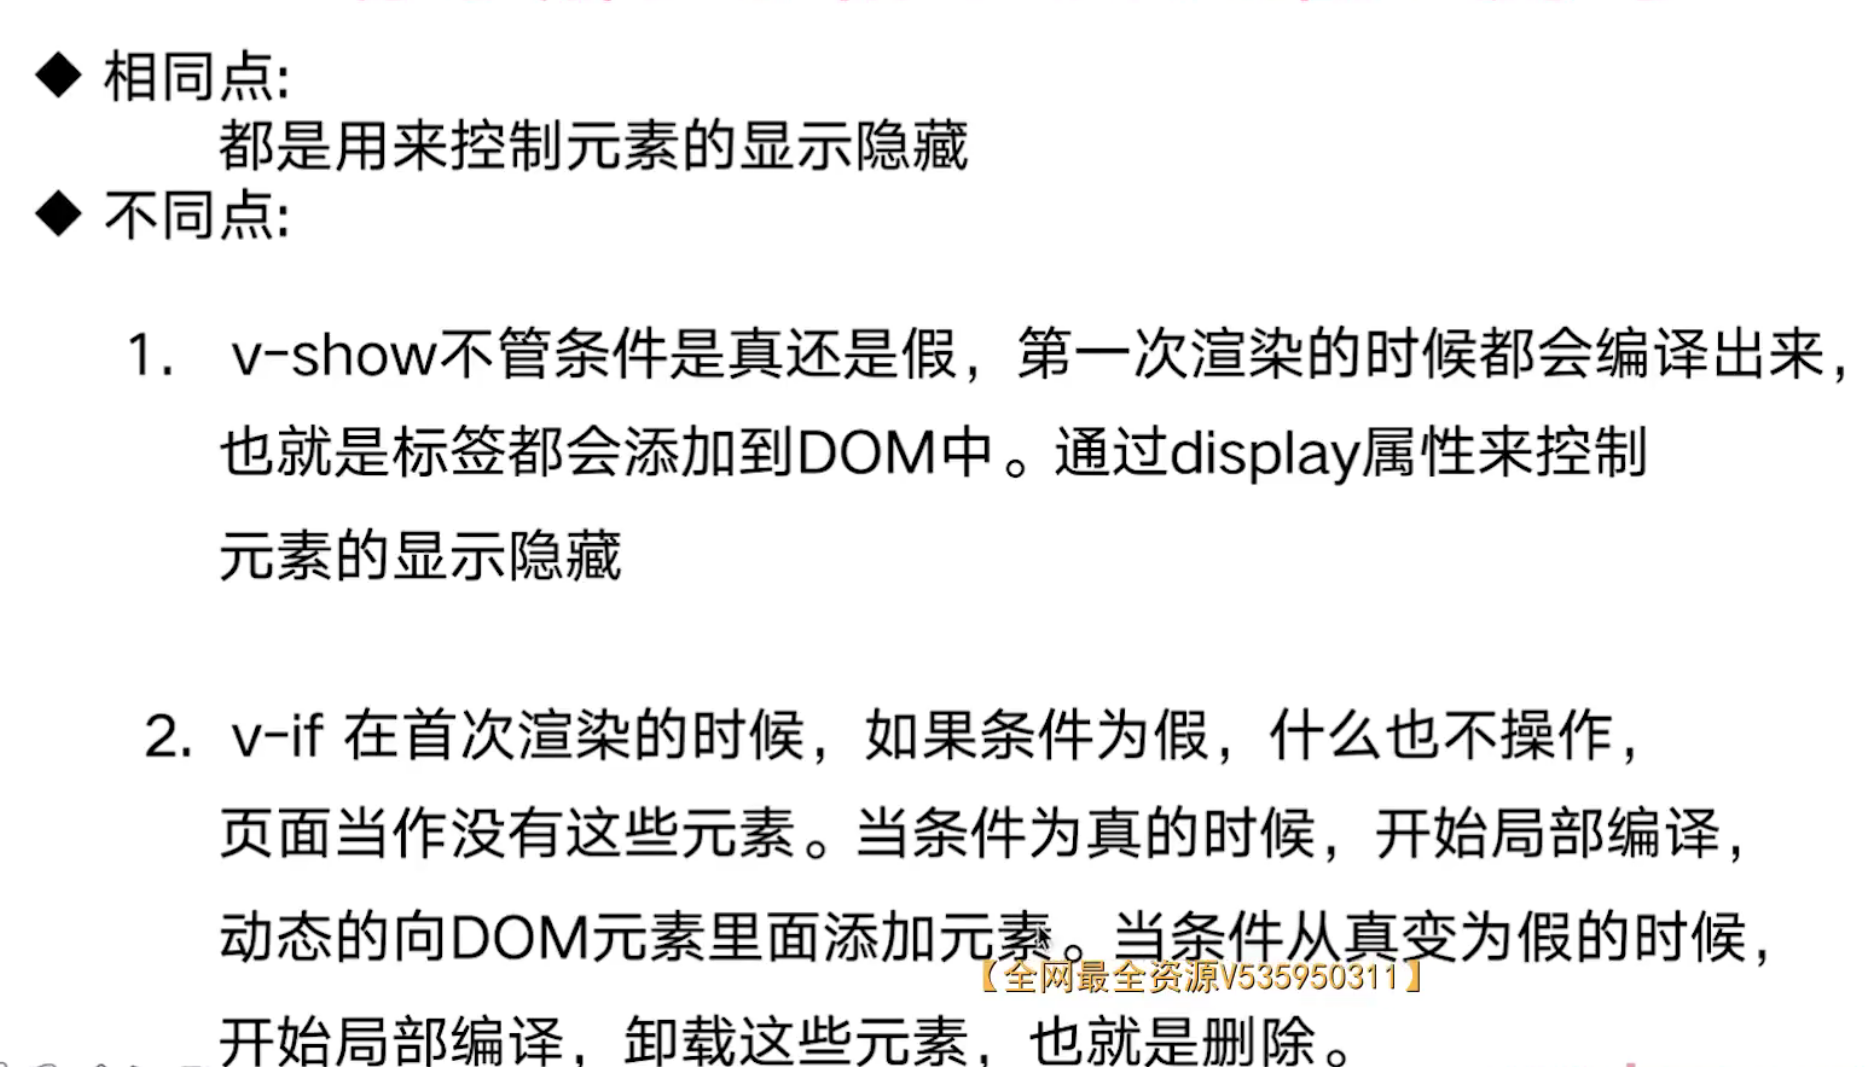 ◆ 相同点:
都是用来控制元素的显示隐藏
◆ 不同点:
1. v-show不管条件是真还是假，第一次渲染的时候都会编译出来，
也就是标签都会添加到DOM中。通过display属性来控制
元素的显示隐藏
2. v-if 在首次渲染的时候，如果条件为假，什么也不操作，
页面当作没有这些元素。当条件为真的时候，开始局部编译，
动态的向DOM元素里面添加元素。当条件从真变为假的时候，
【全网最全资源V535950311】
开始局部编译，卸载这些元素，也就是删除。